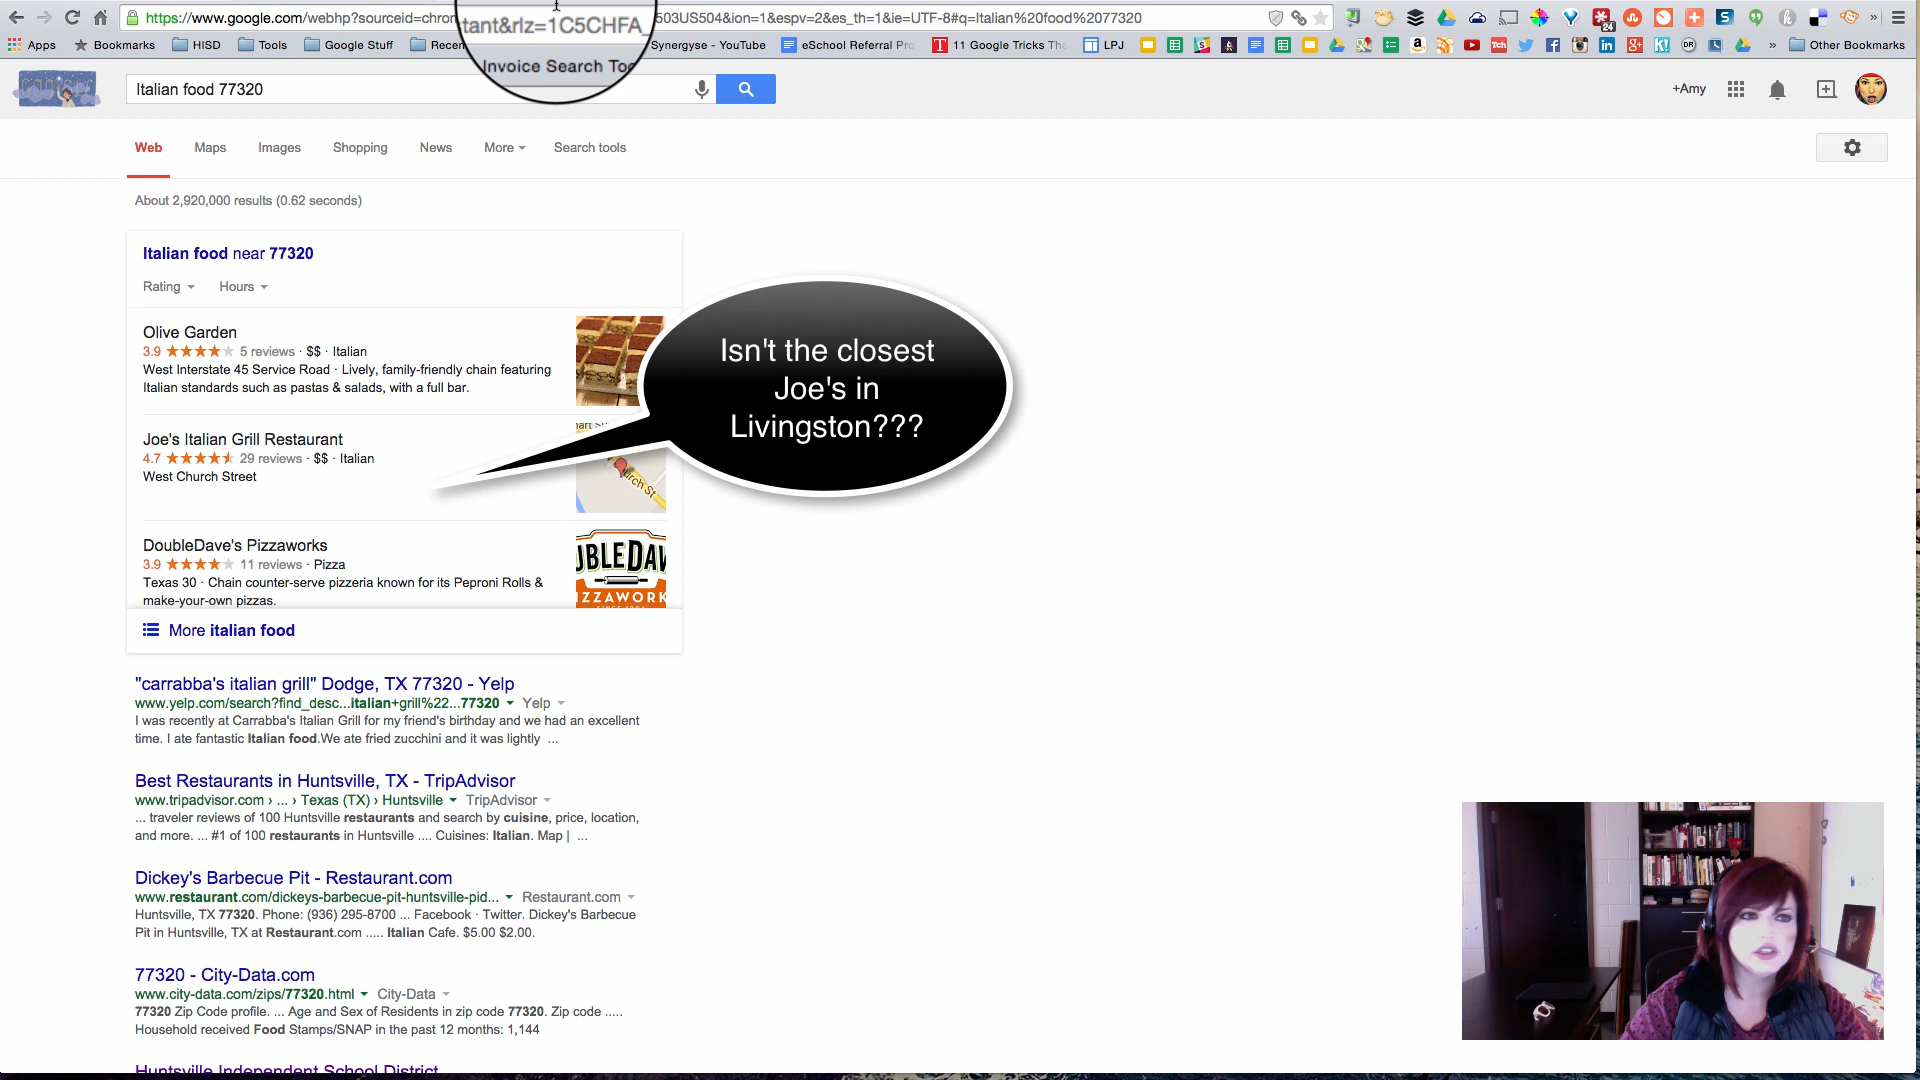 https://www.google.com/webhp?sourceid=chron
tant&rlz=1C5CHFA_
503US504&ion=1&espv=2&es_th=1&ie=UTF-8#q=Italian%20food%2077320
Apps Bookmarks HISD Tools Google Stuff Recen
Synergyse - YouTube eSchool Referral Pro 11 Google Tricks Tha LPJ Other Bookmarks
Invoice Search Too
Italian food 77320
+Amy
Web Maps Images Shopping News More Search tools
About 2,920,000 results (0.62 seconds)
Italian food near 77320
Rating Hours
Olive Garden
3.9 5 reviews · $$ · Italian
West Interstate 45 Service Road · Lively, family-friendly chain featuring
Italian standards such as pastas & salads, with a full bar.
Isn't the closest
Joe's in
Livingston???
Joe's Italian Grill Restaurant
4.7 29 reviews · $$ · Italian
West Church Street
urch St
DoubleDave's Pizzaworks
3.9 11 reviews · Pizza
Texas 30 · Chain counter-serve pizzeria known for its Peproni Rolls &
make-your-own pizzas.
UBLEDAV
IZZAWORK
More italian food
"carrabba's italian grill" Dodge, TX 77320 - Yelp
www.yelp.com/search?find_desc...italian+grill%22...77320 Yelp
I was recently at Carrabba's Italian Grill for my friend's birthday and we had an excellent
time. I ate fantastic Italian food.We ate fried zucchini and it was lightly ...
Best Restaurants in Huntsville, TX - TripAdvisor
www.tripadvisor.com › ... › Texas (TX) › Huntsville TripAdvisor
... traveler reviews of 100 Huntsville restaurants and search by cuisine, price, location,
and more. ... #1 of 100 restaurants in Huntsville .... Cuisines: Italian. Map | ...
Dickey's Barbecue Pit - Restaurant.com
www.restaurant.com/dickeys-barbecue-pit-huntsville-pid... Restaurant.com
Huntsville, TX 77320. Phone: (936) 295-8700 ... Facebook · Twitter. Dickey's Barbecue
Pit in Huntsville, TX at Restaurant.com ..... Italian Cafe. $5.00 $2.00.
77320 - City-Data.com
www.city-data.com/zips/77320.html City-Data
77320 Zip Code profile. ... Age and Sex of Residents in zip code 77320. Zip code .....
Household received Food Stamps/SNAP in the past 12 months: 1,144
Huntsville Independent School District